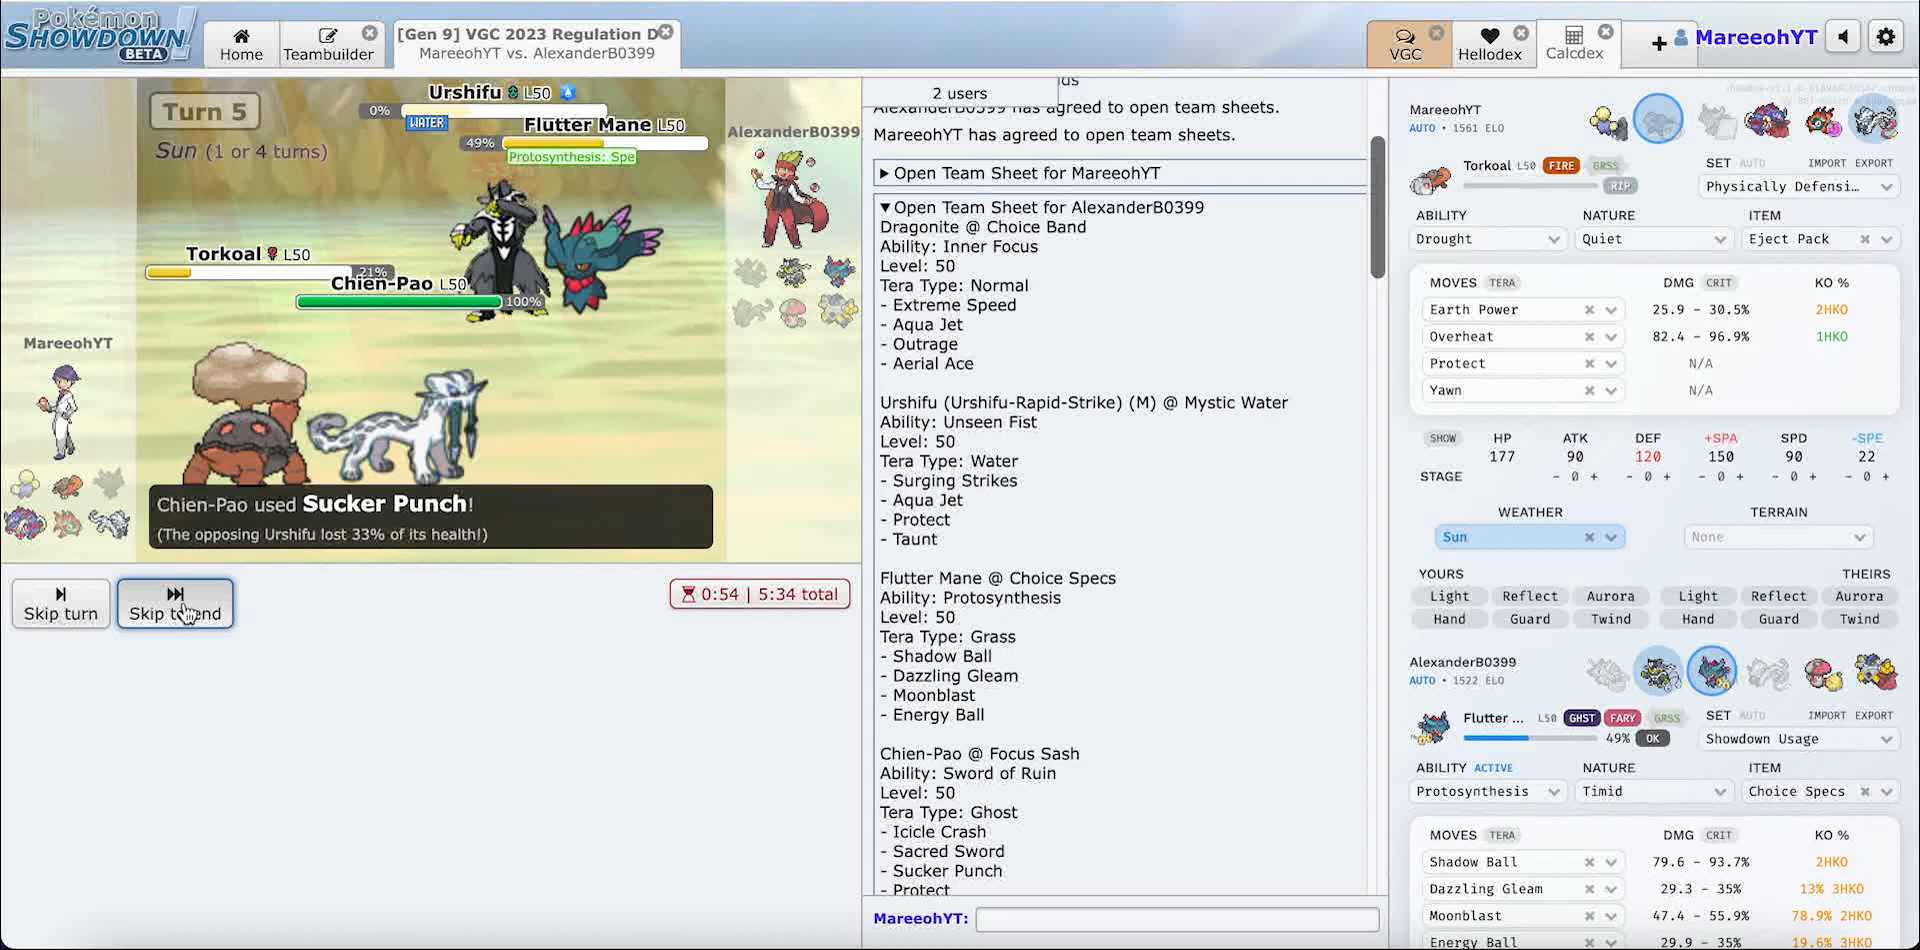 Pokémon
SHOWDOWN!
BETA
Home
Teambuilder
[Gen 9] VGC 2023 Regulation D
MareeohYT vs. AlexanderB0399
VGC
Hellodex
Calcdex
+
MareeohYT
Turn 5
Sun (1 or 4 turns)
Urshifu L50
0%
WATER
Flutter Mane L50
49%
Protosynthesis: Spe
AlexanderB0399
Torkoal L50
21%
Chien-Pao L50
100%
MareeohYT
Chien-Pao used Sucker Punch!
(The opposing Urshifu lost 33% of its health!)
Skip turn
Skip to end
0:54 | 5:34 total
2 users
AlexanderB0399 has agreed to open team sheets.
MareeohYT has agreed to open team sheets.
▶ Open Team Sheet for MareeohYT
▼ Open Team Sheet for AlexanderB0399
Dragonite @ Choice Band
Ability: Inner Focus
Level: 50
Tera Type: Normal
- Extreme Speed
- Aqua Jet
- Outrage
- Aerial Ace
Urshifu (Urshifu-Rapid-Strike) (M) @ Mystic Water
Ability: Unseen Fist
Level: 50
Tera Type: Water
- Surging Strikes
- Aqua Jet
- Protect
- Taunt
Flutter Mane @ Choice Specs
Ability: Protosynthesis
Level: 50
Tera Type: Grass
- Shadow Ball
- Dazzling Gleam
- Moonblast
- Energy Ball
Chien-Pao @ Focus Sash
Ability: Sword of Ruin
Level: 50
Tera Type: Ghost
- Icicle Crash
- Sacred Sword
- Sucker Punch
- Protect
MareeohYT:
MareeohYT
AUTO • 1561 ELO
Torkoal L50 FIRE GRSS
RIP
SET AUTO IMPORT EXPORT
Physically Defensi...
ABILITY NATURE ITEM
Drought Quiet Eject Pack
MOVES TERA DMG CRIT KO %
Earth Power 25.9 - 30.5% 2HKO
Overheat 82.4 - 96.9% 1HKO
Protect N/A
Yawn N/A
SHOW HP ATK DEF +SPA SPD -SPE
177 90 120 150 90 22
STAGE - 0 + - 0 + - 0 + - 0 + - 0 +
WEATHER TERRAIN
Sun None
YOURS THEIRS
Light Reflect Aurora Light Reflect Aurora
Hand Guard Twind Hand Guard Twind
AlexanderB0399
AUTO • 1522 ELO
Flutter ... L50 GHST FARY GRSS
49% OK
SET AUTO IMPORT EXPORT
Showdown Usage
ABILITY ACTIVE NATURE ITEM
Protosynthesis Timid Choice Specs
MOVES TERA DMG CRIT KO %
Shadow Ball 79.6 - 93.7% 2HKO
Dazzling Gleam 29.3 - 35% 13% 3HKO
Moonblast 47.4 - 55.9% 78.9% 2HKO
Energy Ball 29.9 - 35% 19.6% 3HKO